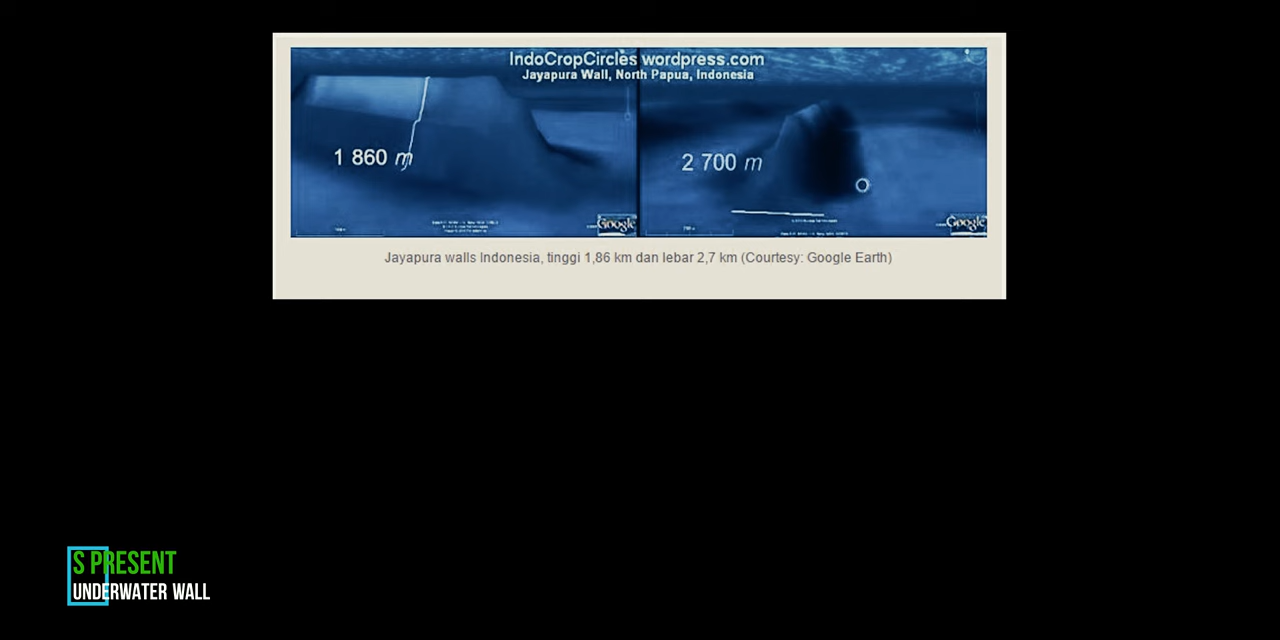 IndoCropCircles wordpress.com
Jayapura Wall, North Papua, Indonesia
1 860 m
2 700 m
Google
Google
Jayapura walls Indonesia, tinggi 1,86 km dan lebar 2,7 km (Courtesy: Google Earth)
S PRESENT
UNDERWATER WALL